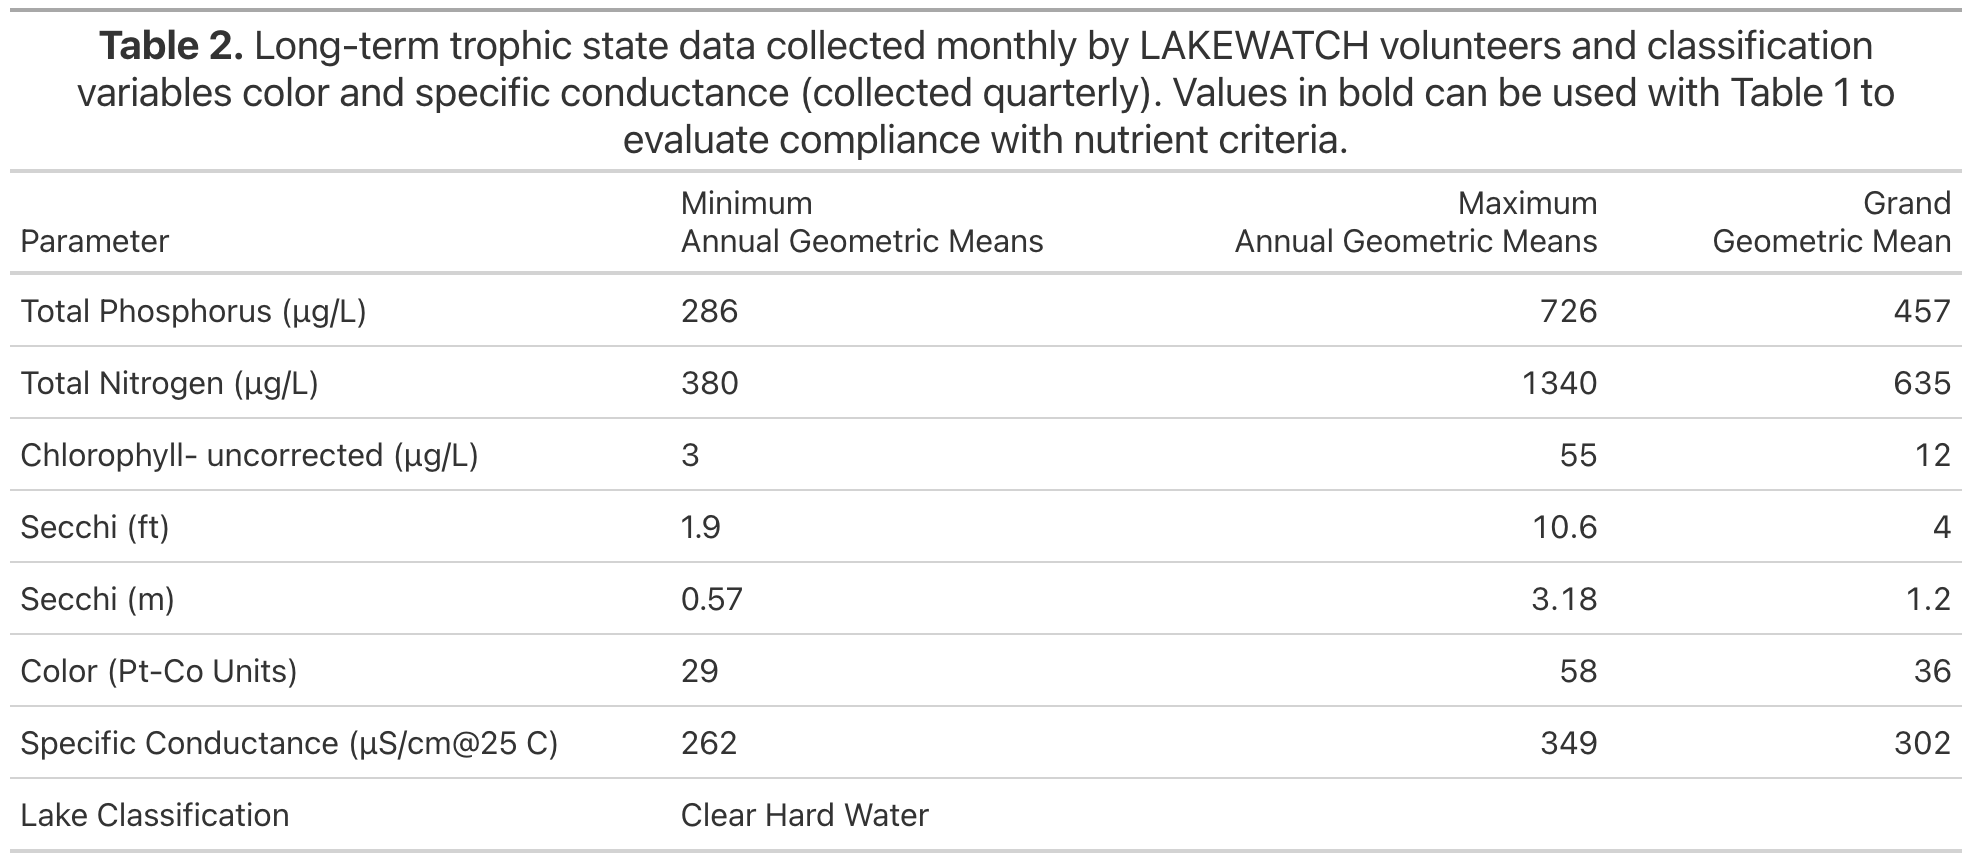 Table 2. Long-term trophic state data collected monthly by LAKEWATCH volunteers and classification
variables color and specific conductance (collected quarterly). Values in bold can be used with Table 1 to
evaluate compliance with nutrient criteria.
Parameter Minimum Annual Geometric Means Maximum Annual Geometric Means Grand Geometric Mean
Total Phosphorus (µg/L) 286 726 457
Total Nitrogen (µg/L) 380 1340 635
Chlorophyll- uncorrected (µg/L) 3 55 12
Secchi (ft) 1.9 10.6 4
Secchi (m) 0.57 3.18 1.2
Color (Pt-Co Units) 29 58 36
Specific Conductance (µS/cm@25 C) 262 349 302
Lake Classification Clear Hard Water